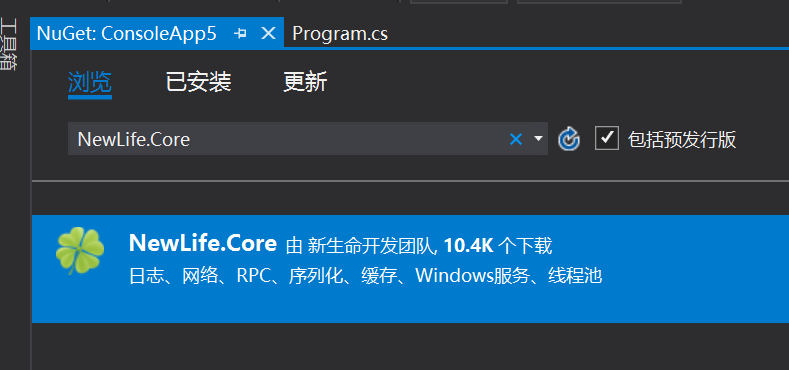 工具箱
NuGet: ConsoleApp5
Program.cs
浏览
已安装
更新
NewLife.Core
包括预发行版
NewLife.Core 由 新生命开发团队, 10.4K 个下载
日志、网络、RPC、序列化、缓存、Windows服务、线程池